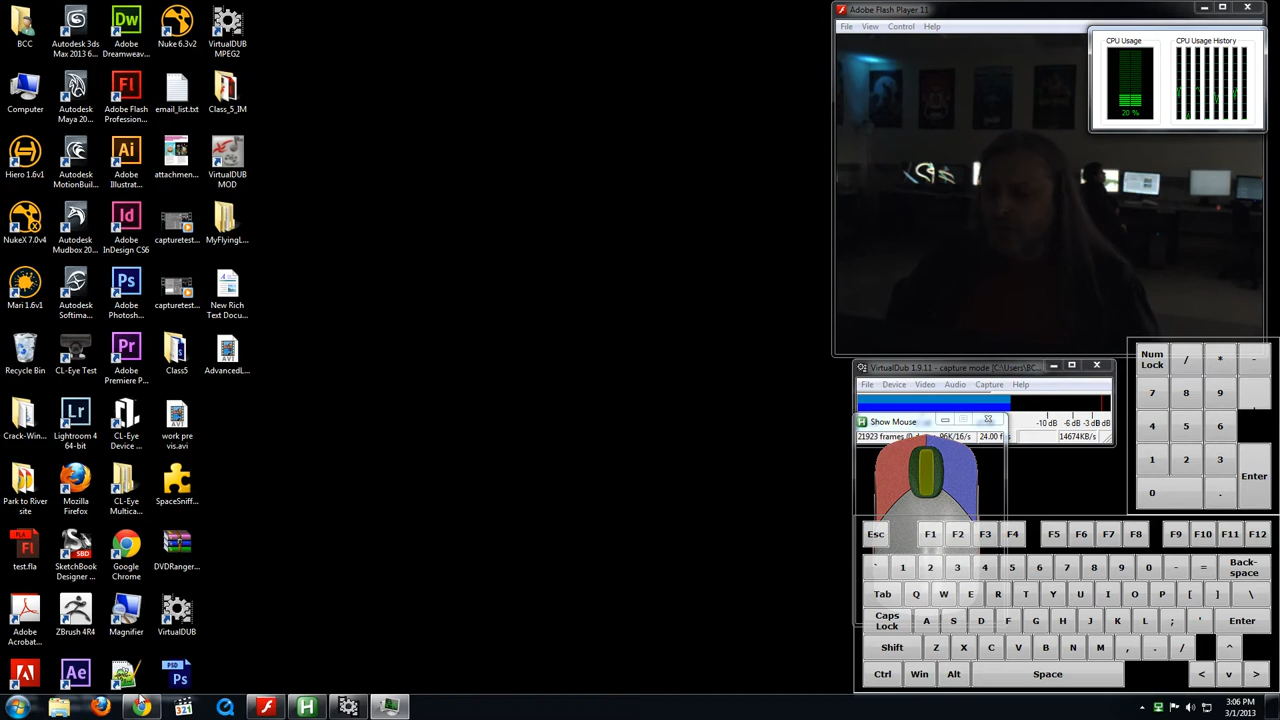 BCC
Autodesk 3ds
Max 2013 6...
Adobe
Dreamweav...
Nuke 6.3v2
VirtualDUB
MPEG2
Computer
Autodesk
Maya 20...
Adobe Flash
Profession...
email_list.txt
Class_5_IM
Hiero 1.6v1
Autodesk
MotionBuil...
Adobe
Illustrat...
attachmen...
VirtualDUB
MOD
NukeX 7.0v4
Autodesk
Mudbox 20...
Adobe
InDesign CS6
capturetest...
MyFlyingL...
Mari 1.6v1
Autodesk
Softima...
Adobe
Photosh...
capturetest...
New Rich
Text Docu...
Recycle Bin
CL-Eye Test
Adobe
Premiere P...
Class5
AdvancedL...
Crack-Win...
Lightroom 4
64-bit
CL-Eye
Device ...
work pre
vis.avi
Park to River
site
Mozilla
Firefox
CL-Eye
Multica...
SpaceSniff...
test.fla
SketchBook
Designer ...
Google
Chrome
DVDRanger...
Adobe
Acrobat...
ZBrush 4R4
Magnifier
VirtualDUB
Adobe Flash Player 11
File View Control Help
CPU Usage
CPU Usage History
20 %
VirtualDub 1.9.11 - capture mode [C:\Users\BC...
File Device Video Audio Capture Help
-10 dB -6 dB -3 dB
Show Mouse
24.00 14674KB/s
Num
Lock / * -
7 8 9
4 5 6
1 2 3
Enter
0 .
Esc F1 F2 F3 F4 F5 F6 F7 F8 F9 F10 F11 F12
` 1 2 3 4 5 6 7 8 9 0 - = Back-
space
Tab Q W E R T Y U I O P [ ] \
Caps
Lock A S D F G H J K L ; ' Enter
Shift Z X C V B N M , . / ^
Ctrl Win Alt Space < v >
3:06 PM
3/1/2013